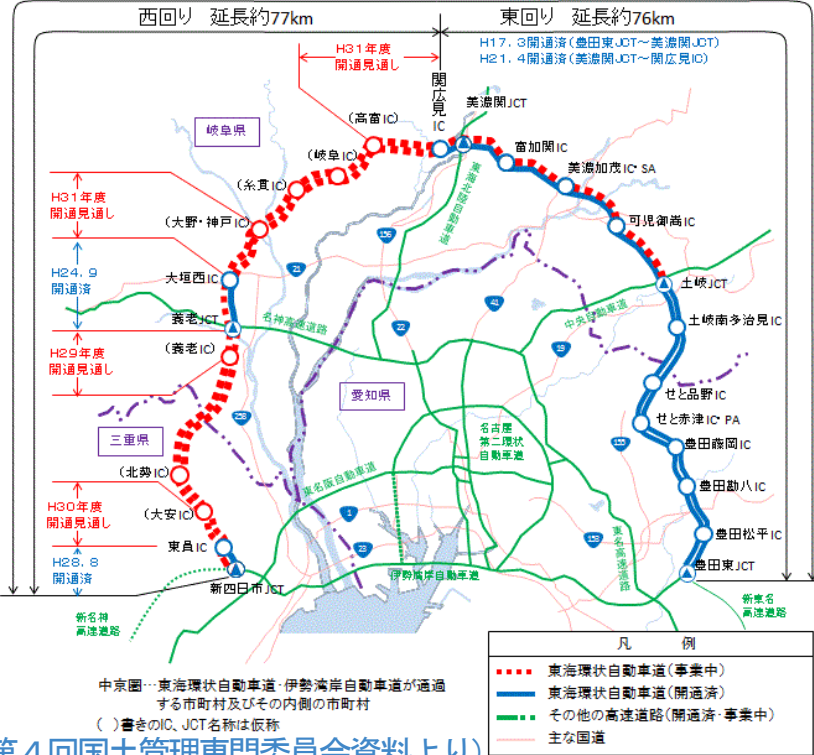 西回り 延長約77km
東回り 延長約76km
H17.3開通済(豊田東JCT～美濃関JCT)
H21.4開通済(美濃関JCT～関広見IC)
H31年度
開通見通し
関広見IC
美濃関JCT
(高富IC)
岐阜県
富加関IC
(岐阜IC)
美濃加茂IC・SA
(糸貫IC)
東海北陸自動車道
H31年度
開通見通し
(大野・神戸IC)
可児御嵩IC
156
21
H24.9
開通済
大垣西IC
土岐JCT
41
養老JCT
名神高速道路
中央自動車道
土岐南多治見IC
22
19
H29年度
開通見通し
(養老IC)
せと品野IC
愛知県
258
せと赤津IC・PA
三重県
名古屋
第二環状
自動車道
155
豊田藤岡IC
(北勢IC)
東名阪自動車道
豊田勘八IC
H30年度
開通見通し
(大安IC)
1
東名高速道路
153
豊田松平IC
東員IC
23
H28.8
開通済
伊勢湾岸自動車道
豊田東JCT
新四日市JCT
新名神
高速道路
新東名
高速道路
凡 例
東海環状自動車道(事業中)
東海環状自動車道(開通済)
その他の高速道路(開通済・事業中)
主な国道
中京圏…東海環状自動車道・伊勢湾岸自動車道が通過
する市町村及びその内側の市町村
( )書きのIC、JCT名称は仮称
第4回国土管理専門委員会資料より)